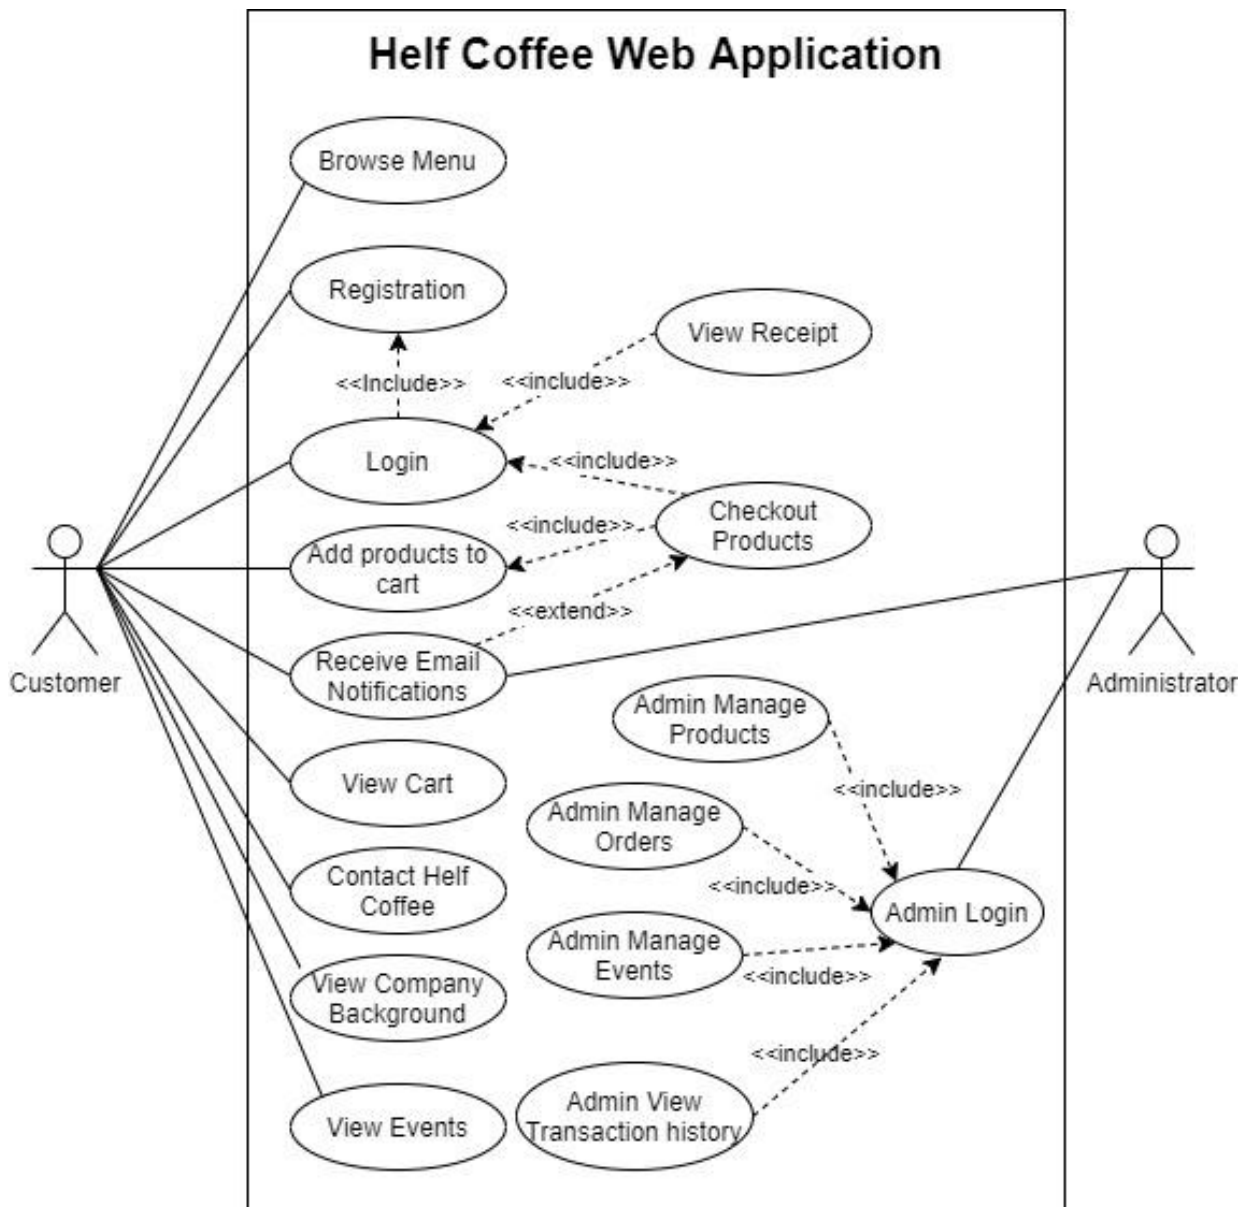 Helf Coffee Web Application
Browse Menu
Registration
View Receipt
<<Include>>
<<include>>
Login
<<include>>
Checkout
Products
<<include>>
Add products to
cart
<<extend>>
Receive Email
Notifications
Customer
Administrator
Admin Manage
Products
View Cart
<<include>>
Admin Manage
Orders
Contact Helf
Coffee
<<include>>
Admin Login
Admin Manage
Events
<<include>>
View Company
Background
<<include>>
Admin View
Transaction history
View Events